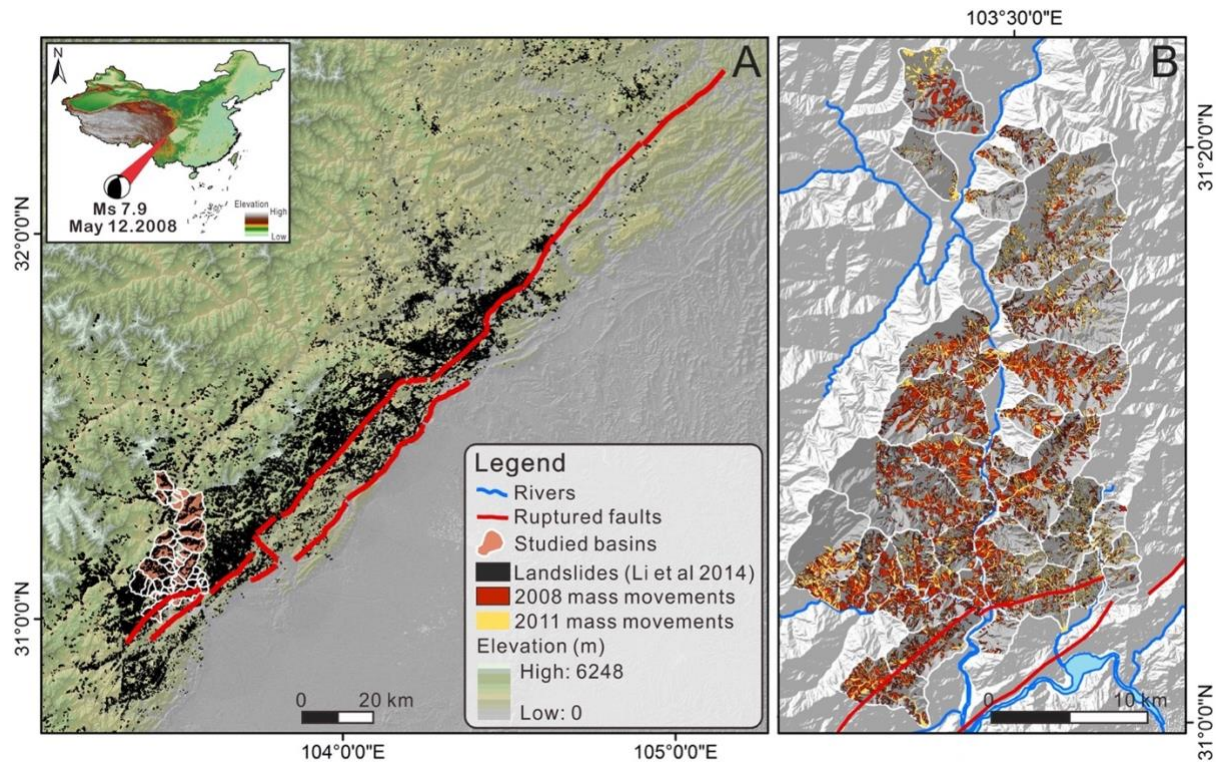 103°30'0"E
A
B
N
Ms 7.9
May 12.2008
Elevation
High
Low
32°0'0"N
31°0'0"N
31°20'0"N
31°0'0"N
Legend
Rivers
Ruptured faults
Studied basins
Landslides (Li et al 2014)
2008 mass movements
2011 mass movements
Elevation (m)
High: 6248
Low: 0
0 20 km
0 10 km
104°0'0"E
105°0'0"E